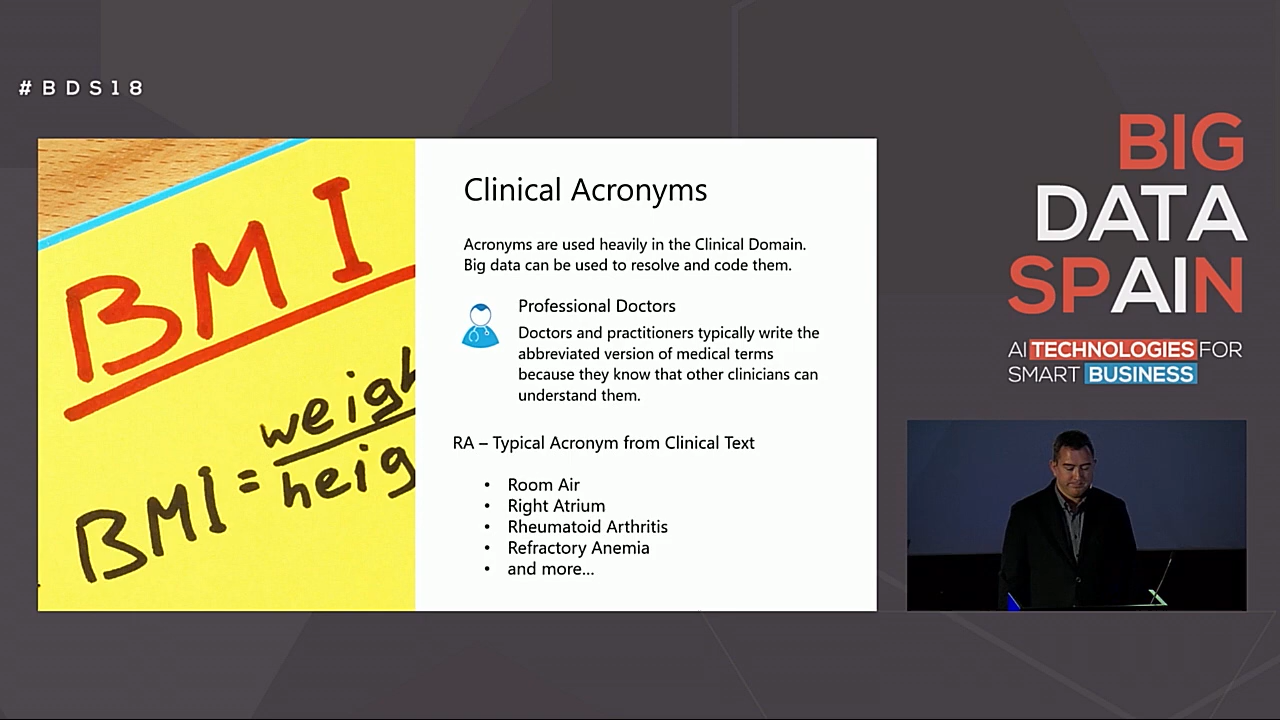 #BDS18
BMI
BMI = weigh
heig
Clinical Acronyms
Acronyms are used heavily in the Clinical Domain.
Big data can be used to resolve and code them.
Professional Doctors
Doctors and practitioners typically write the
abbreviated version of medical terms
because they know that other clinicians can
understand them.
RA – Typical Acronym from Clinical Text
• Room Air
• Right Atrium
• Rheumatoid Arthritis
• Refractory Anemia
• and more...
BIG
DATA
SPAIN
AI TECHNOLOGIES FOR
SMART BUSINESS